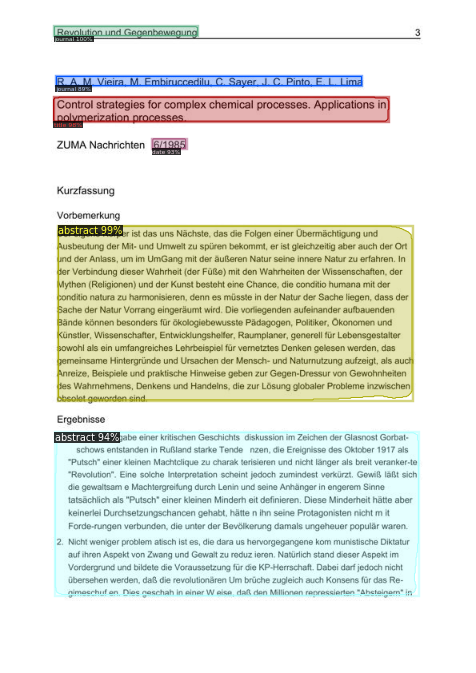 Revolution und Gegenbewegung
3
journal 100%
R. A. M. Vieira, M. Embiruccedilu, C. Sayer, J. C. Pinto, E. L. Lima
journal 89%
Control strategies for complex chemical processes. Applications in
polymerization processes.
ZUMA Nachrichten 6/1985
date 93%
Kurzfassung
Vorbemerkung
abstract 99%
er ist das uns Nächste, das die Folgen einer Übermächtigung und
Ausbeutung der Mit- und Umwelt zu spüren bekommt, er ist gleichzeitig aber auch der Ort
und der Anlass, um im UmGang mit der äußeren Natur seine innere Natur zu erfahren. In
der Verbindung dieser Wahrheit (der Füße) mit den Wahrheiten der Wissenschaften, der
Mythen (Religionen) und der Kunst besteht eine Chance, die conditio humana mit der
conditio natura zu harmonisieren, denn es müsste in der Natur der Sache liegen, dass der
Sache der Natur Vorrang eingeräumt wird. Die vorliegenden aufeinander aufbauenden
Bände können besonders für ökologiebewusste Pädagogen, Politiker, Ökonomen und
Künstler, Wissenschafter, Entwicklungshelfer, Raumplaner, generell für Lebensgestalter
sowohl als ein umfangreiches Lehrbeispiel für vernetztes Denken gelesen werden, das
gemeinsame Hintergründe und Ursachen der Mensch- und Naturnutzung aufzeigt, als auch
Anreize, Beispiele und praktische Hinweise geben zur Gegen-Dressur von Gewohnheiten
des Wahrnehmens, Denkens und Handelns, die zur Lösung globaler Probleme inzwischen
obsolet geworden sind.
Ergebnisse
abstract 94%
gabe einer kritischen Geschichts diskussion im Zeichen der Glasnost Gorbat-
schows entstanden in Rußland starke Tende nzen, die Ereignisse des Oktober 1917 als
"Putsch" einer kleinen Machtclique zu charak terisieren und nicht länger als breit veranker-te
"Revolution". Eine solche Interpretation scheint jedoch zumindest verkürzt. Gewiß läßt sich
die gewaltsam e Machtergreifung durch Lenin und seine Anhänger in engerem Sinne
tatsächlich als "Putsch" einer kleinen Minderh eit definieren. Diese Minderheit hätte aber
keinerlei Durchsetzungschancen gehabt, hätte n ihn seine Protagonisten nicht m it
Forde-rungen verbunden, die unter der Bevölkerung damals ungeheuer populär waren.
2. Nicht weniger problem atisch ist es, die dara us hervorgegangene kom munistische Diktatur
auf ihren Aspekt von Zwang und Gewalt zu reduz ieren. Natürlich stand dieser Aspekt im
Vordergrund und bildete die Voraussetzung für die KP-Herrschaft. Dabei darf jedoch nicht
übersehen werden, daß die revolutionären Um brüche zugleich auch Konsens für das Re-
gimeschuf en. Dies geschah in einer W eise, daß den Millionen repressierten "Absteigern" in